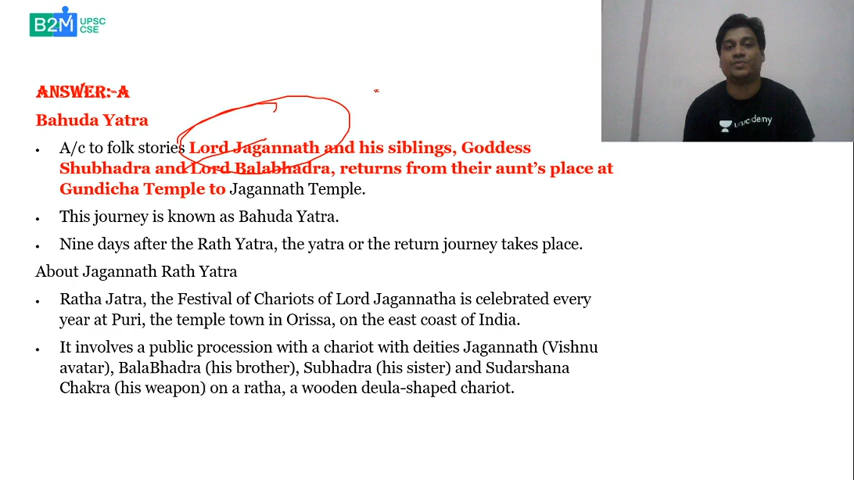 B2M UPSC
CSE
ANSWER:-A
Bahuda Yatra
• A/c to folk stories Lord Jagannath and his siblings, Goddess
Shubhadra and Lord Balabhadra, returns from their aunt's place at
Gundicha Temple to Jagannath Temple.
• This journey is known as Bahuda Yatra.
• Nine days after the Rath Yatra, the yatra or the return journey takes place.
About Jagannath Rath Yatra
• Ratha Jatra, the Festival of Chariots of Lord Jagannatha is celebrated every
year at Puri, the temple town in Orissa, on the east coast of India.
• It involves a public procession with a chariot with deities Jagannath (Vishnu
avatar), BalaBhadra (his brother), Subhadra (his sister) and Sudarshana
Chakra (his weapon) on a ratha, a wooden deula-shaped chariot.